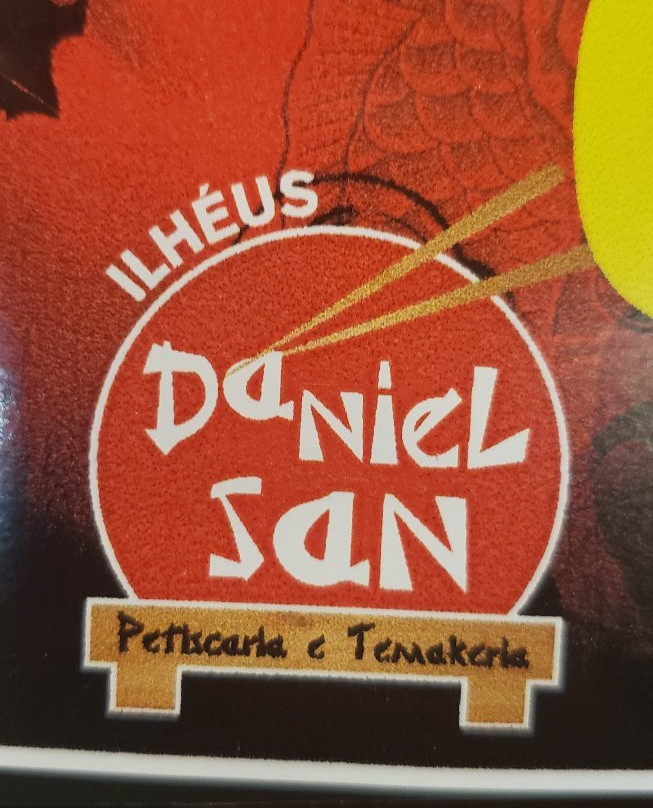 ILHÉUS
DaNieL
SaN
Petiscaria e Temakeria